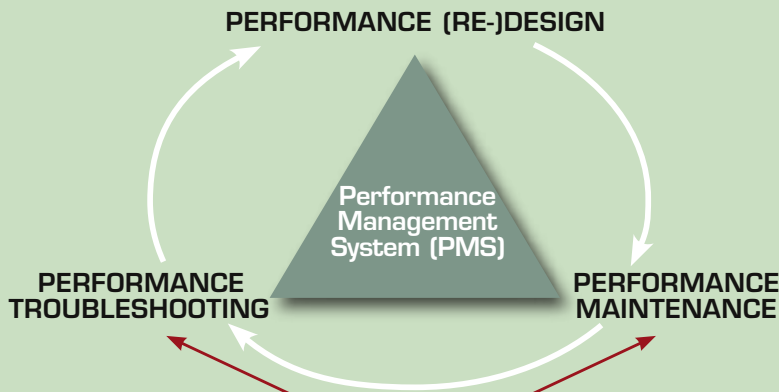 PERFORMANCE (RE-)DESIGN
Performance
Management
System (PMS)
PERFORMANCE
TROUBLESHOOTING
PERFORMANCE
MAINTENANCE